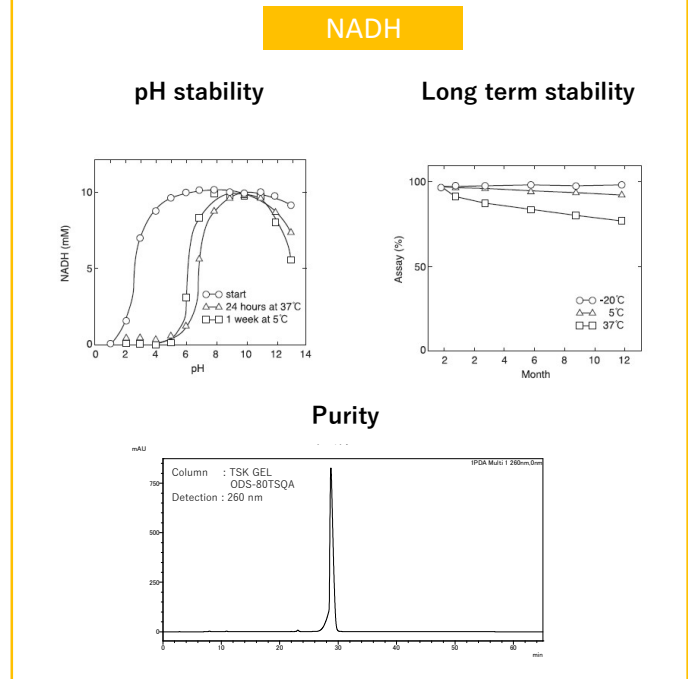 NADH
pH stability
Long term stability
10
5
0
NADH (mM)
start
24 hours at 37℃
1 week at 5℃
0 2 4 6 8 10 12 14
pH
100
50
0
Assay (%)
-20℃
5℃
37℃
2 2 4 6 8 10 12
Month
Purity
mAU
IPDA Multi 1 260nm,0nm
Column : TSK GEL
ODS-80TSQA
Detection : 260 nm
750
500
250
0
0 10 20 30 40 50 60
min